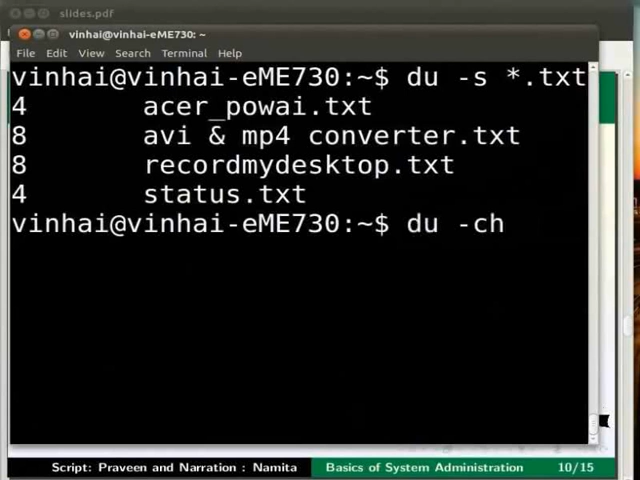 slides.pdf
vinhai@vinhai-eME730: ~
File Edit View Search Terminal Help
vinhai@vinhai-eME730:~$ du -s *.txt
4 acer_powai.txt
8 avi & mp4 converter.txt
8 recordmydesktop.txt
4 status.txt
vinhai@vinhai-eME730:~$ du -ch
Script: Praveen and Narration : Namita Basics of System Administration 10/15